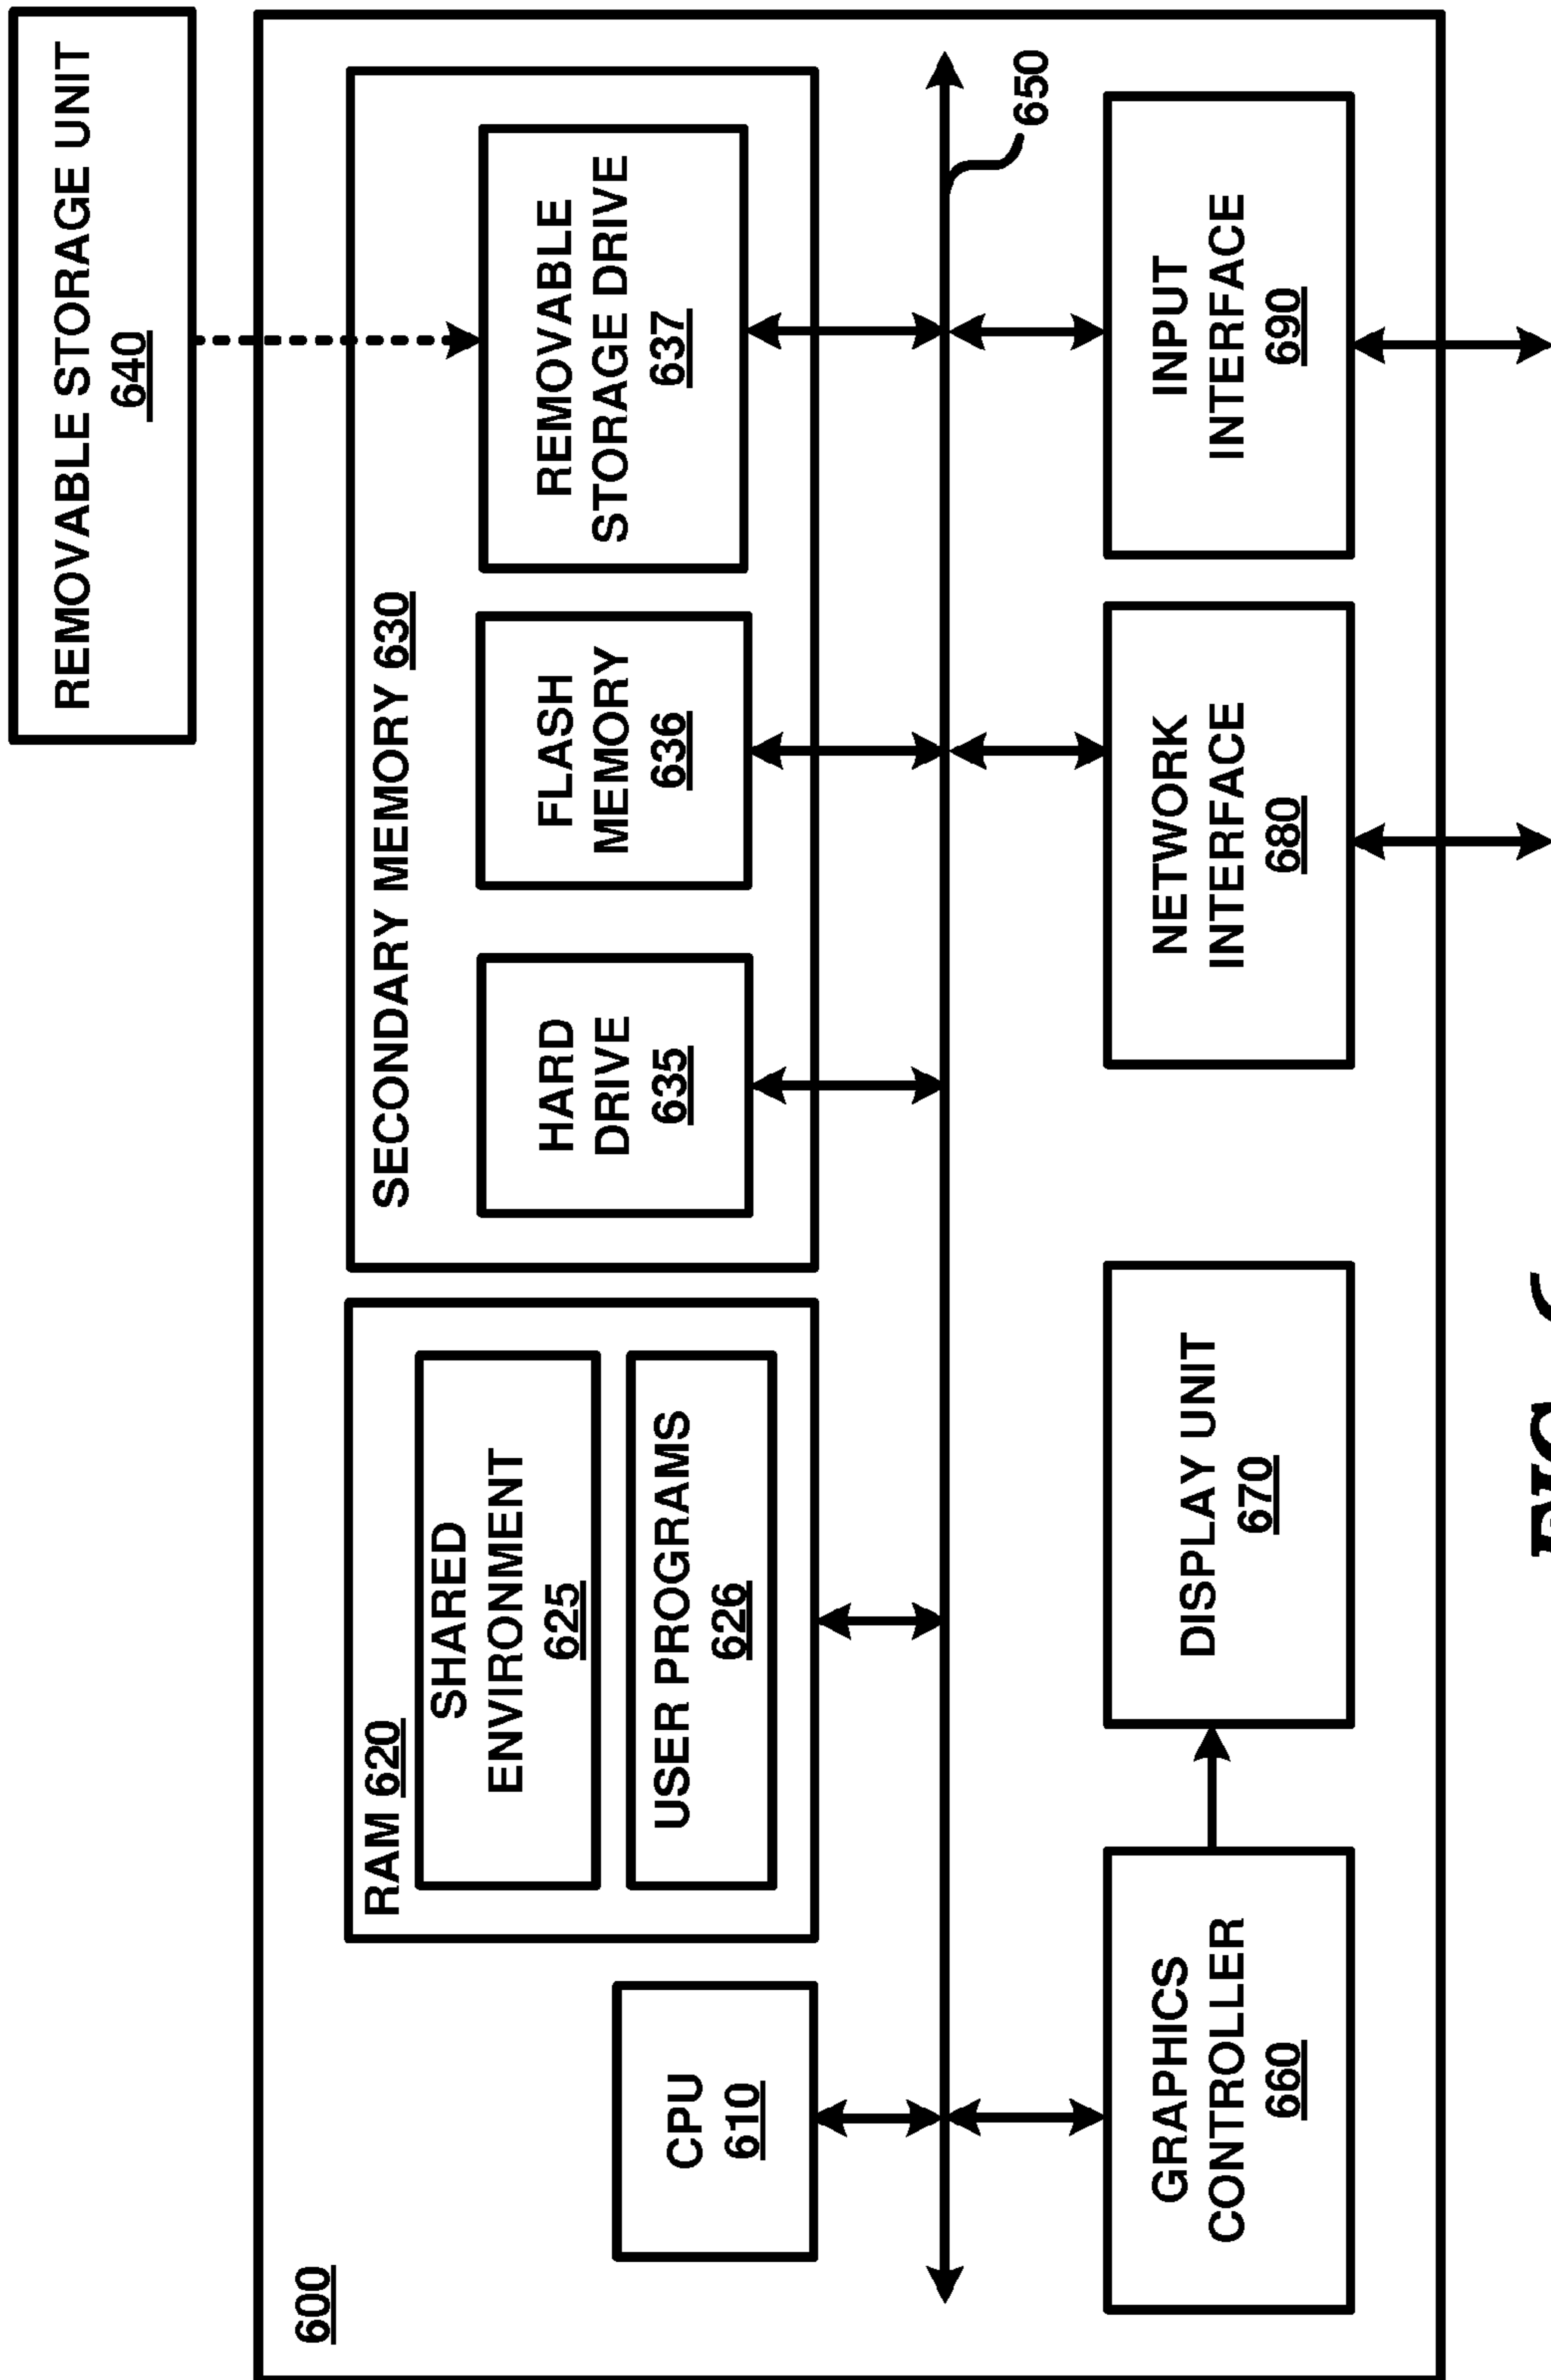 REMOVABLE STORAGE UNIT
640
600
SECONDARY MEMORY 630
RAM 620
SHARED
ENVIRONMENT
625
USER PROGRAMS
626
CPU
610
HARD
DRIVE
635
FLASH
MEMORY
636
REMOVABLE
STORAGE DRIVE
637
650
GRAPHICS
CONTROLLER
660
DISPLAY UNIT
670
NETWORK
INTERFACE
680
INPUT
INTERFACE
690